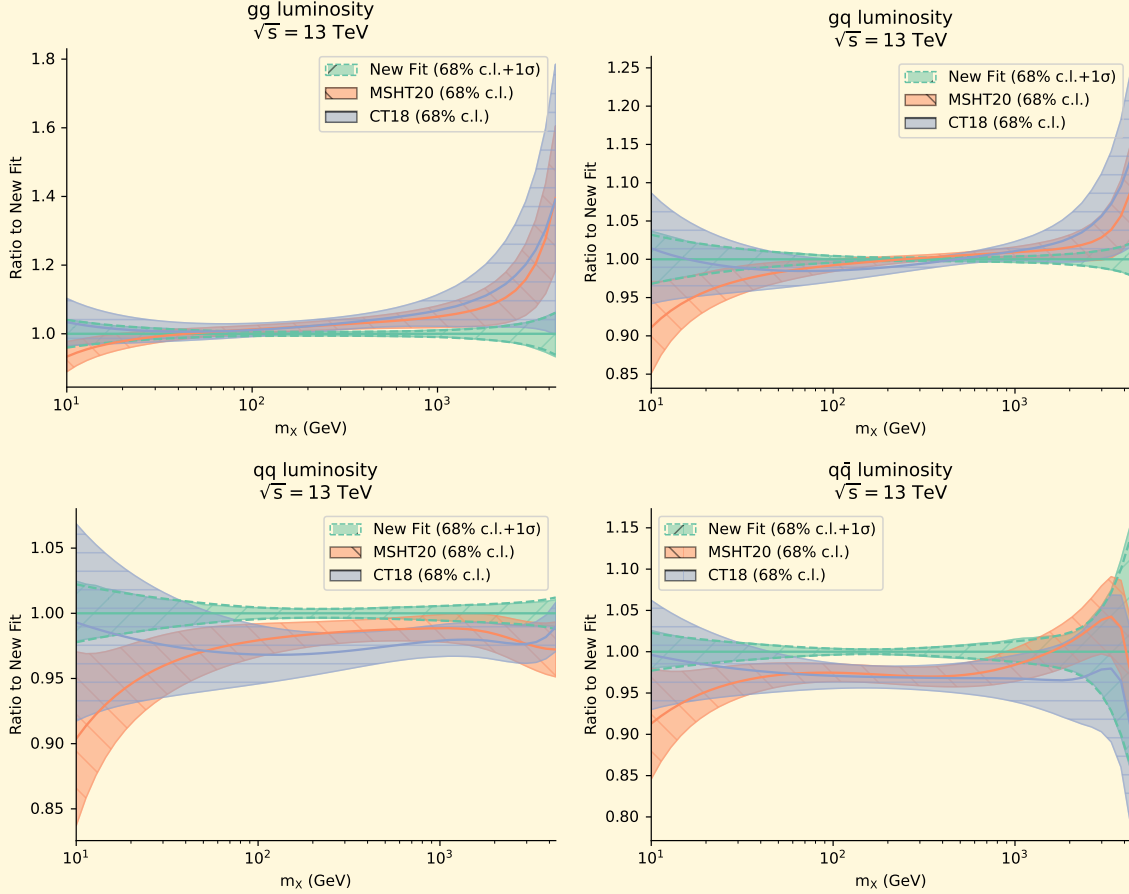 gg luminosity
√s = 13 TeV
Ratio to New Fit
1.8
1.6
1.4
1.2
1.0
New Fit (68% c.l.+1σ)
MSHT20 (68% c.l.)
CT18 (68% c.l.)
10¹
10²
10³
mX (GeV)
gq luminosity
√s = 13 TeV
Ratio to New Fit
1.25
1.20
1.15
1.10
1.05
1.00
0.95
0.90
0.85
New Fit (68% c.l.+1σ)
MSHT20 (68% c.l.)
CT18 (68% c.l.)
10¹
10²
10³
mX (GeV)
qq luminosity
√s = 13 TeV
Ratio to New Fit
1.05
1.00
0.95
0.90
0.85
New Fit (68% c.l.+1σ)
MSHT20 (68% c.l.)
CT18 (68% c.l.)
10¹
10²
10³
mX (GeV)
qq̄ luminosity
√s = 13 TeV
Ratio to New Fit
1.15
1.10
1.05
1.00
0.95
0.90
0.85
0.80
New Fit (68% c.l.+1σ)
MSHT20 (68% c.l.)
CT18 (68% c.l.)
10¹
10²
10³
mX (GeV)